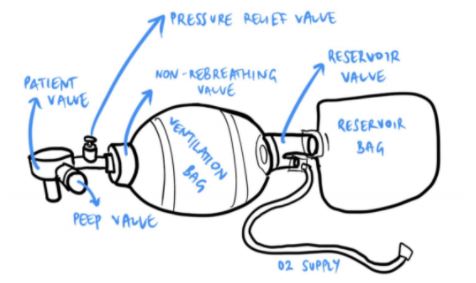 PRESSURE RELIEF VALVE
NON-REBREATHING
VALVE
RESERVOIR
VALVE
PATIENT
VALVE
VENTILATION
BAG
RESERVOIR
BAG
PEEP VALVE
O2 SUPPLY